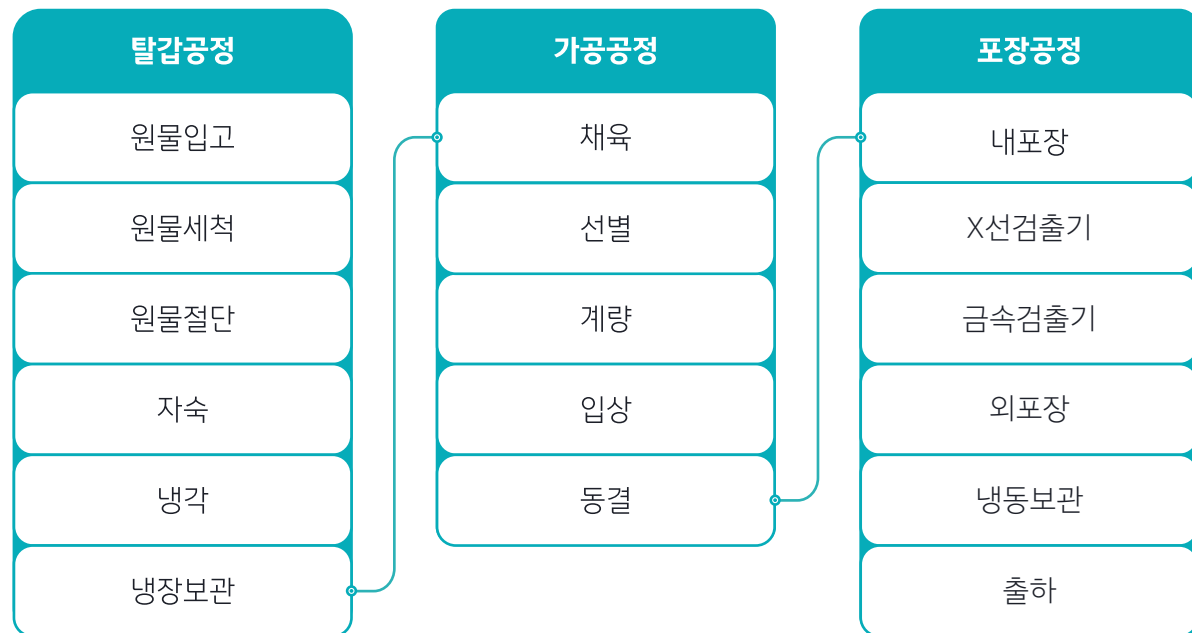 탈갑공정
원물입고
원물세척
원물절단
자숙
냉각
냉장보관
가공공정
채육
선별
계량
입상
동결
포장공정
내포장
X선검출기
금속검출기
외포장
냉동보관
출하